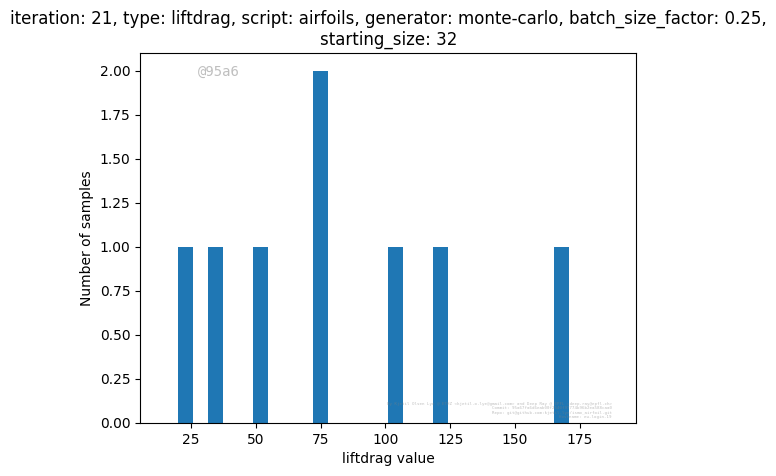 iteration: 21, type: liftdrag, script: airfoils, generator: monte-carlo, batch_size_factor: 0.25,
starting_size: 32
@95a6
2.00
1.75
1.50
1.25
1.00
0.75
0.50
0.25
0.00
Number of samples
25 50 75 100 125 150 175
liftdrag value